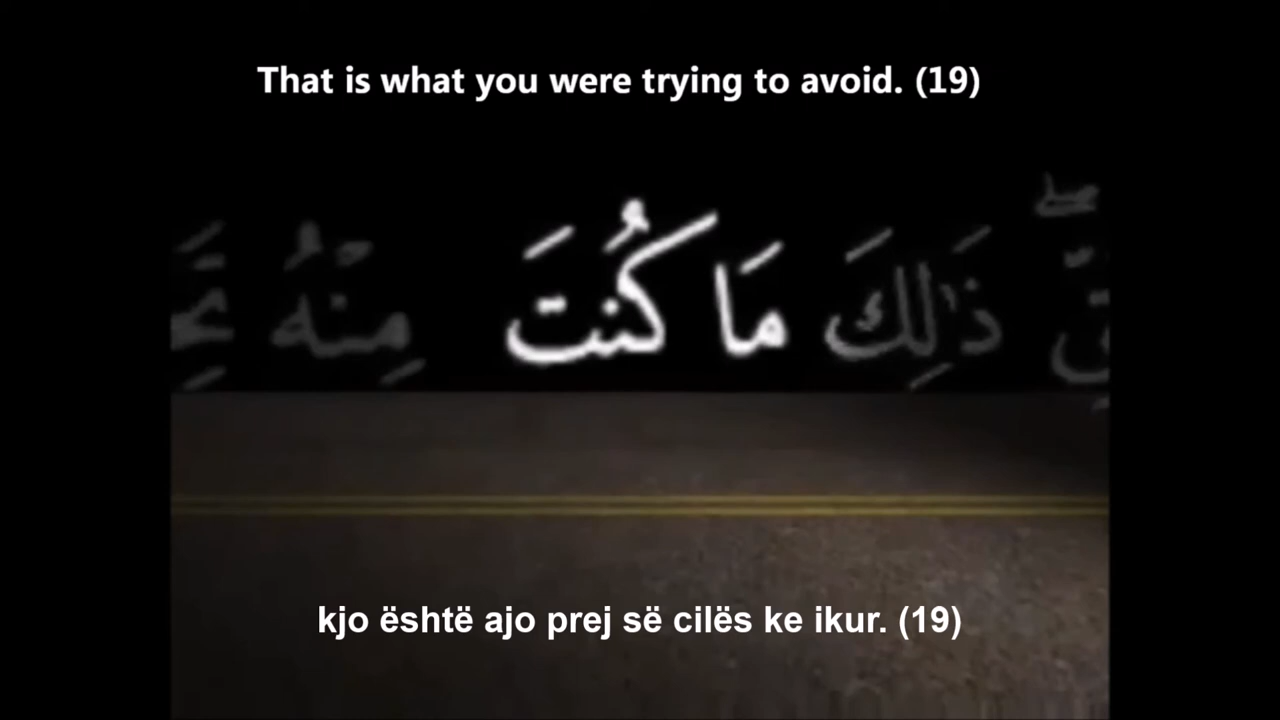 That is what you were trying to avoid. (19)
ذَٰلِكَ مَا كُنتَ مِنْهُ
kjo është ajo prej së cilës ke ikur. (19)